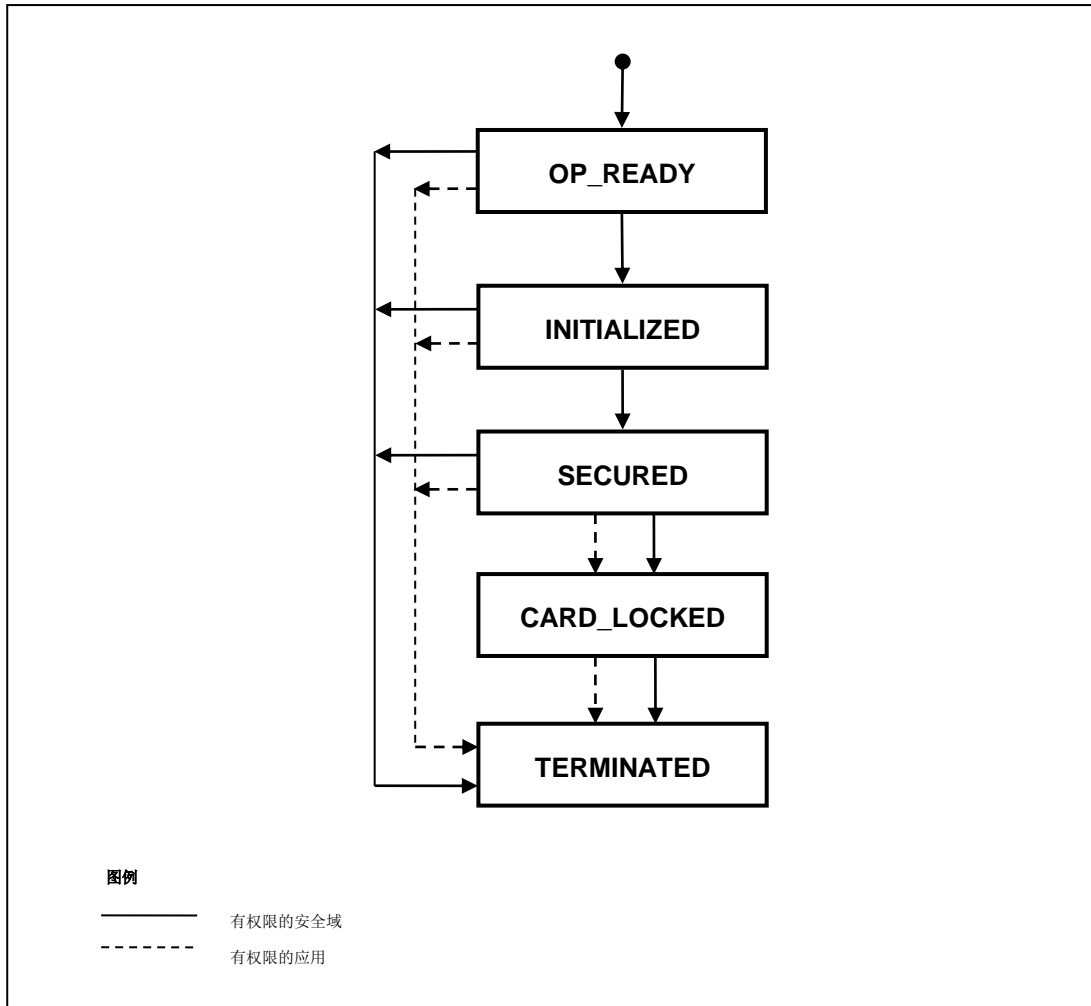 OP_READY
INITIALIZED
SECURED
CARD_LOCKED
TERMINATED
图例
有权限的安全域
有权限的应用